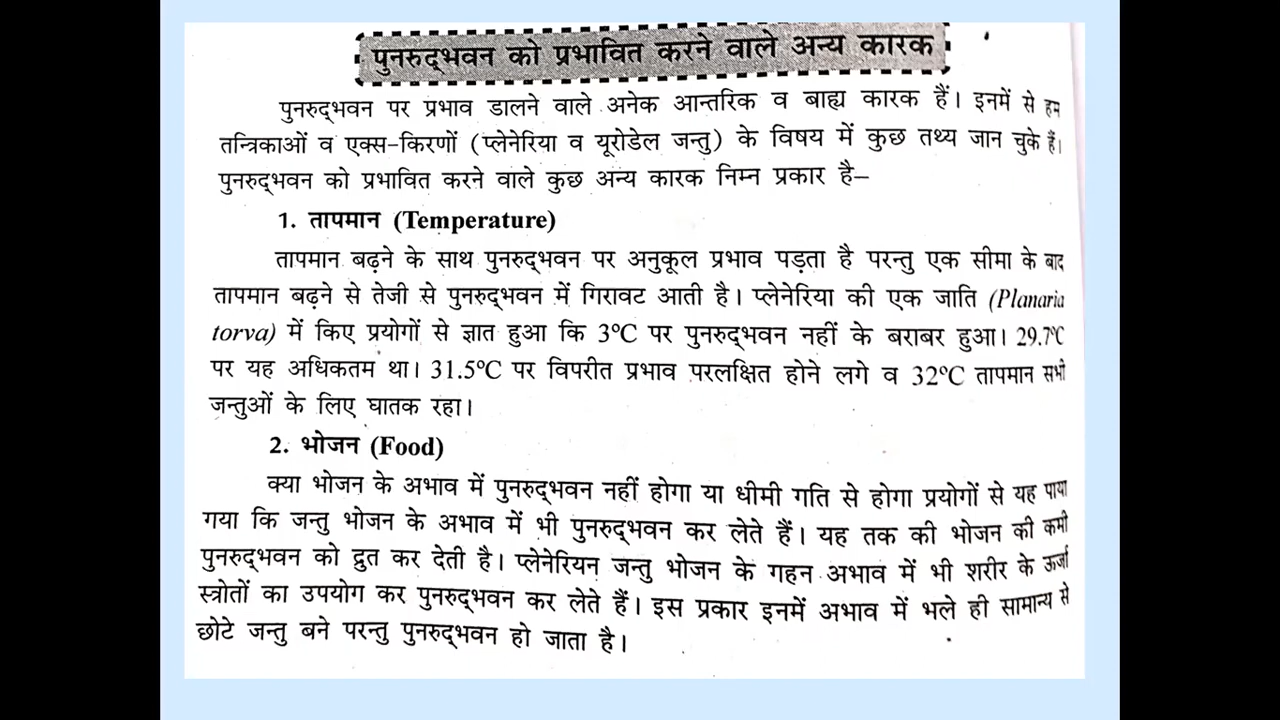 पुनरुद्‌भवन को प्रभावित करने वाले अन्य कारक
पुनरुद्‌भवन पर प्रभाव डालने वाले अनेक आन्तरिक व बाह्य कारक हैं। इनमें से हम
तन्त्रिकाओं व एक्स-किरणों (प्लेनेरिया व यूरोडेल जन्तु) के विषय में कुछ तथ्य जान चुके हैं।
पुनरुद्‌भवन को प्रभावित करने वाले कुछ अन्य कारक निम्न प्रकार है–
1. तापमान (Temperature)
तापमान बढ़ने के साथ पुनरुद्‌भवन पर अनुकूल प्रभाव पड़ता है परन्तु एक सीमा के बाद
तापमान बढ़ने से तेजी से पुनरुद्‌भवन में गिरावट आती है। प्लेनेरिया की एक जाति (Planaria
torva) में किए प्रयोगों से ज्ञात हुआ कि 3ºC पर पुनरुद्‌भवन नहीं के बराबर हुआ। 29.7ºC
पर यह अधिकतम था। 31.5ºC पर विपरीत प्रभाव परलक्षित होने लगे व 32ºC तापमान सभी
जन्तुओं के लिए घातक रहा।
2. भोजन (Food)
क्या भोजन के अभाव में पुनरुद्‌भवन नहीं होगा या धीमी गति से होगा प्रयोगों से यह पाया
गया कि जन्तु भोजन के अभाव में भी पुनरुद्‌भवन कर लेते हैं। यह तक की भोजन की कमी
पुनरुद्‌भवन को द्रुत कर देती है। प्लेनेरियन जन्तु भोजन के गहन अभाव में भी शरीर के ऊर्जा
स्त्रोतों का उपयोग कर पुनरुद्‌भवन कर लेते हैं। इस प्रकार इनमें अभाव में भले ही सामान्य से
छोटे जन्तु बने परन्तु पुनरुद्‌भवन हो जाता है।